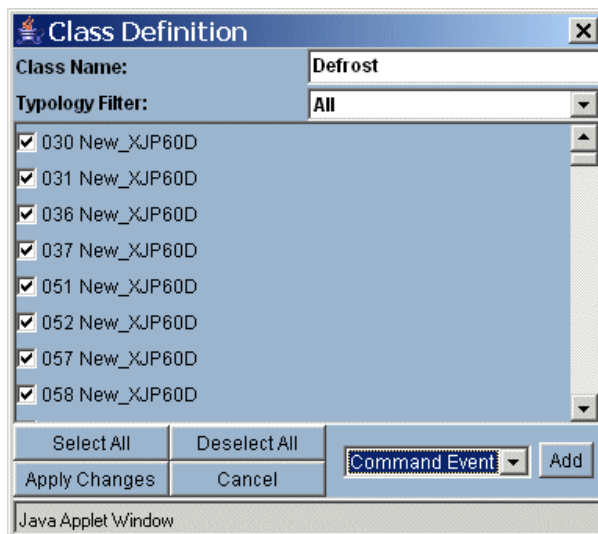 Class Definition
Class Name: Defrost
Typology Filter: All
030 New_XJP60D
031 New_XJP60D
036 New_XJP60D
037 New_XJP60D
051 New_XJP60D
052 New_XJP60D
057 New_XJP60D
058 New_XJP60D
Select All Deselect All
Command Event Add
Apply Changes Cancel
Java Applet Window